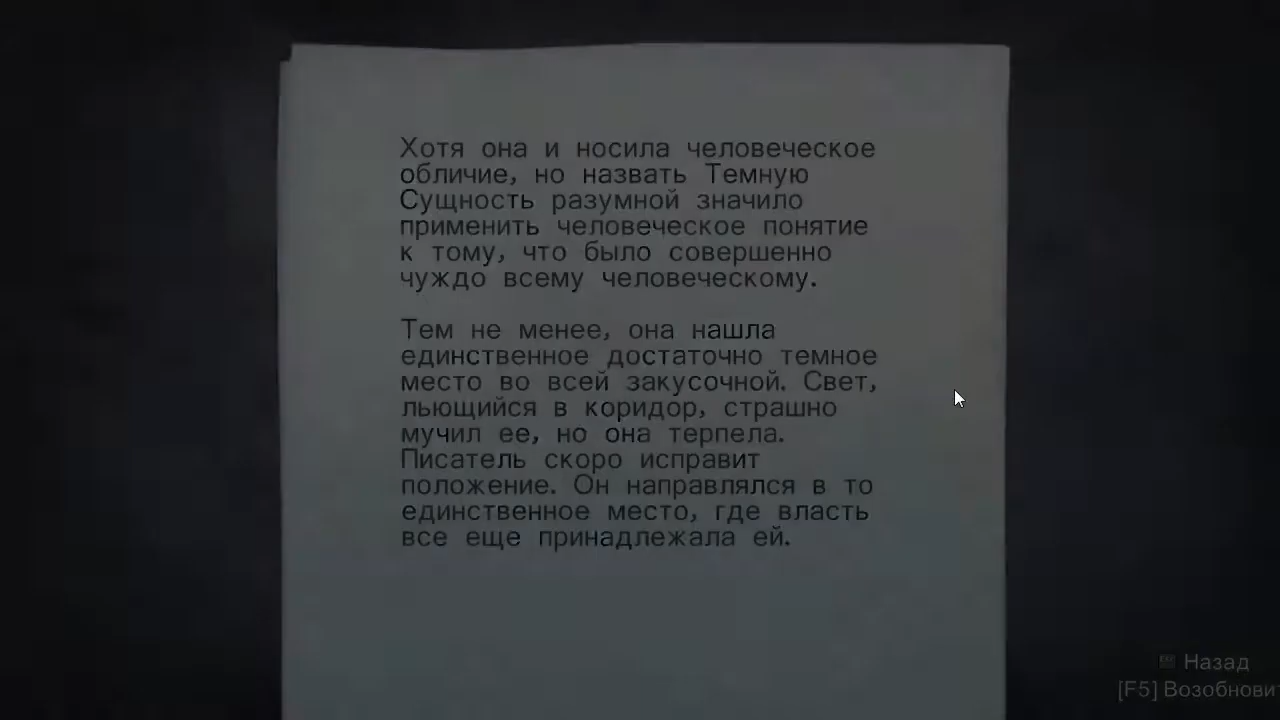 Хотя она и носила человеческое
обличие, но назвать Темную
Сущность разумной значило
применить человеческое понятие
к тому, что было совершенно
чуждо всему человеческому.
Тем не менее, она нашла
единственное достаточно темное
место во всей закусочной. Свет,
льющийся в коридор, страшно
мучил ее, но она терпела.
Писатель скоро исправит
положение. Он направлялся в то
единственное место, где власть
все еще принадлежала ей.
Назад
[F5] Возобнови